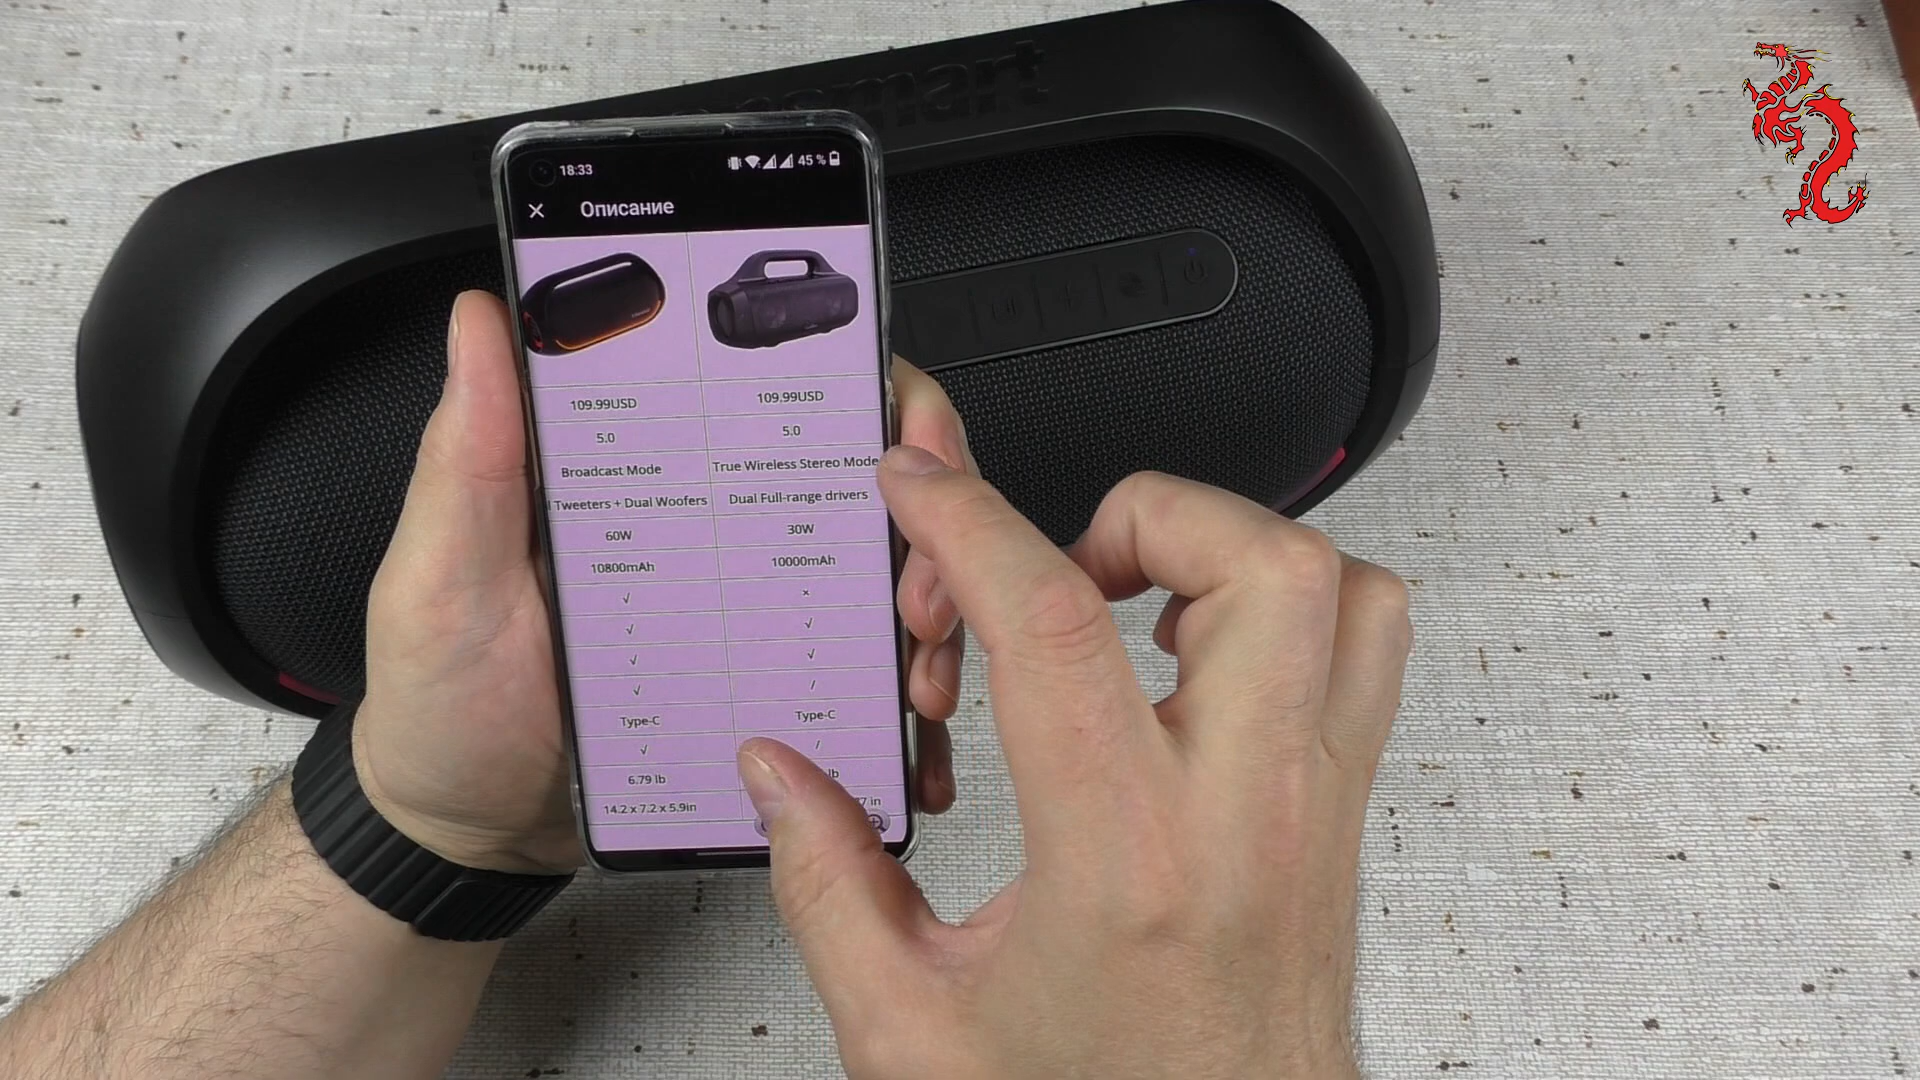 18:33 45 %
Описание
109.99USD 109.99USD
5.0 5.0
Broadcast Mode True Wireless Stereo Mode
Tweeters + Dual Woofers Dual Full-range drivers
60W 30W
10800mAh 10000mAh
√ ×
√ √
√ √
√ /
Type-C Type-C
√ /
6.79 lb lb
14.2 x 7.2 x 5.9in in